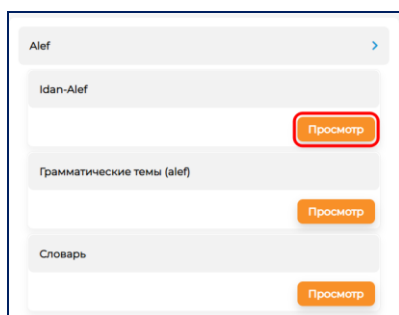 Alef
Idan-Alef
Просмотр
Грамматические темы (alef)
Просмотр
Словарь
Просмотр